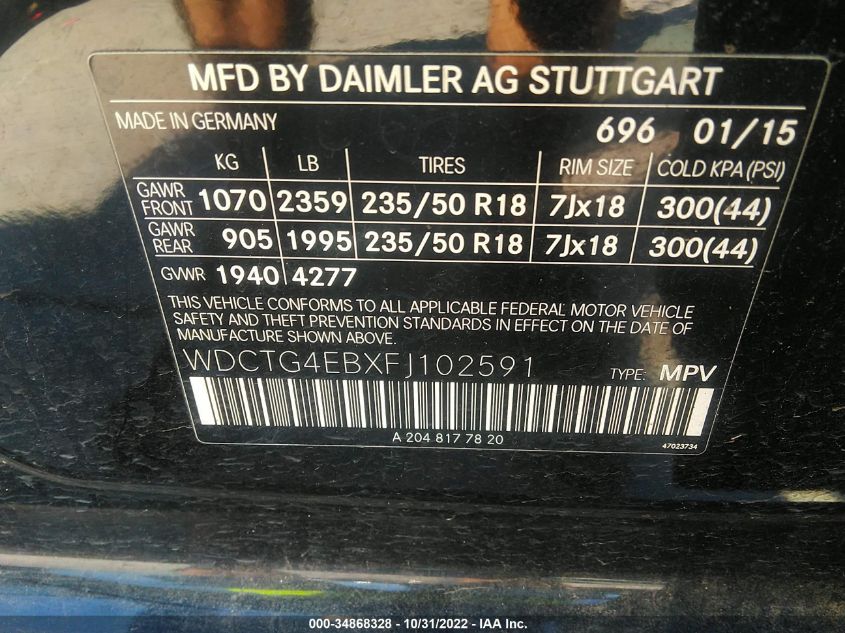 MFD BY DAIMLER AG STUTTGART
MADE IN GERMANY 696 01/15
KG LB TIRES RIM SIZE COLD KPA (PSI)
GAWR FRONT 1070 2359 235/50 R18 7Jx18 300(44)
GAWR REAR 905 1995 235/50 R18 7Jx18 300(44)
GVWR 1940 4277
THIS VEHICLE CONFORMS TO ALL APPLICABLE FEDERAL MOTOR VEHICLE
SAFETY AND THEFT PREVENTION STANDARDS IN EFFECT ON THE DATE OF
MANUFACTURE SHOWN ABOVE.
WDCTG4EBXFJ102591 TYPE: MPV
A 204 817 78 20 47023734
000-34868328 - 10/31/2022 - IAA Inc.